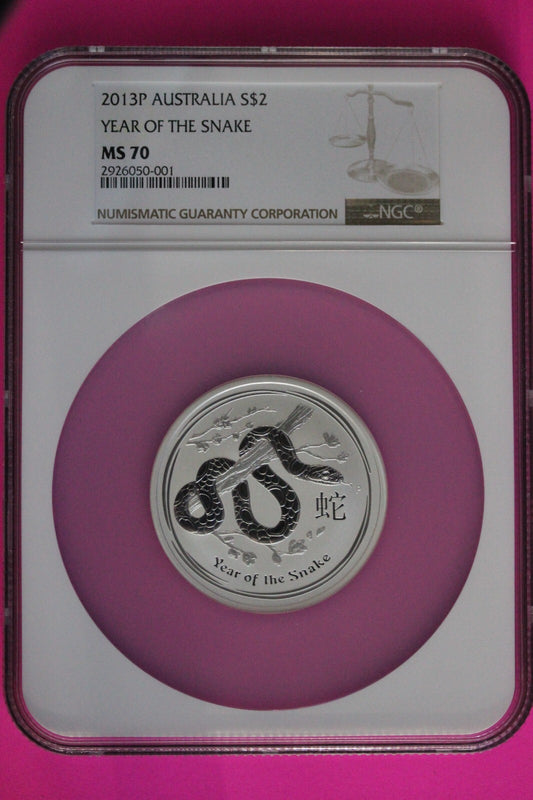 2013P AUSTRALIA S$2
YEAR OF THE SNAKE
MS 70
2926050-001
NUMISMATIC GUARANTY CORPORATION
NGC®
蛇
Year of the Snake